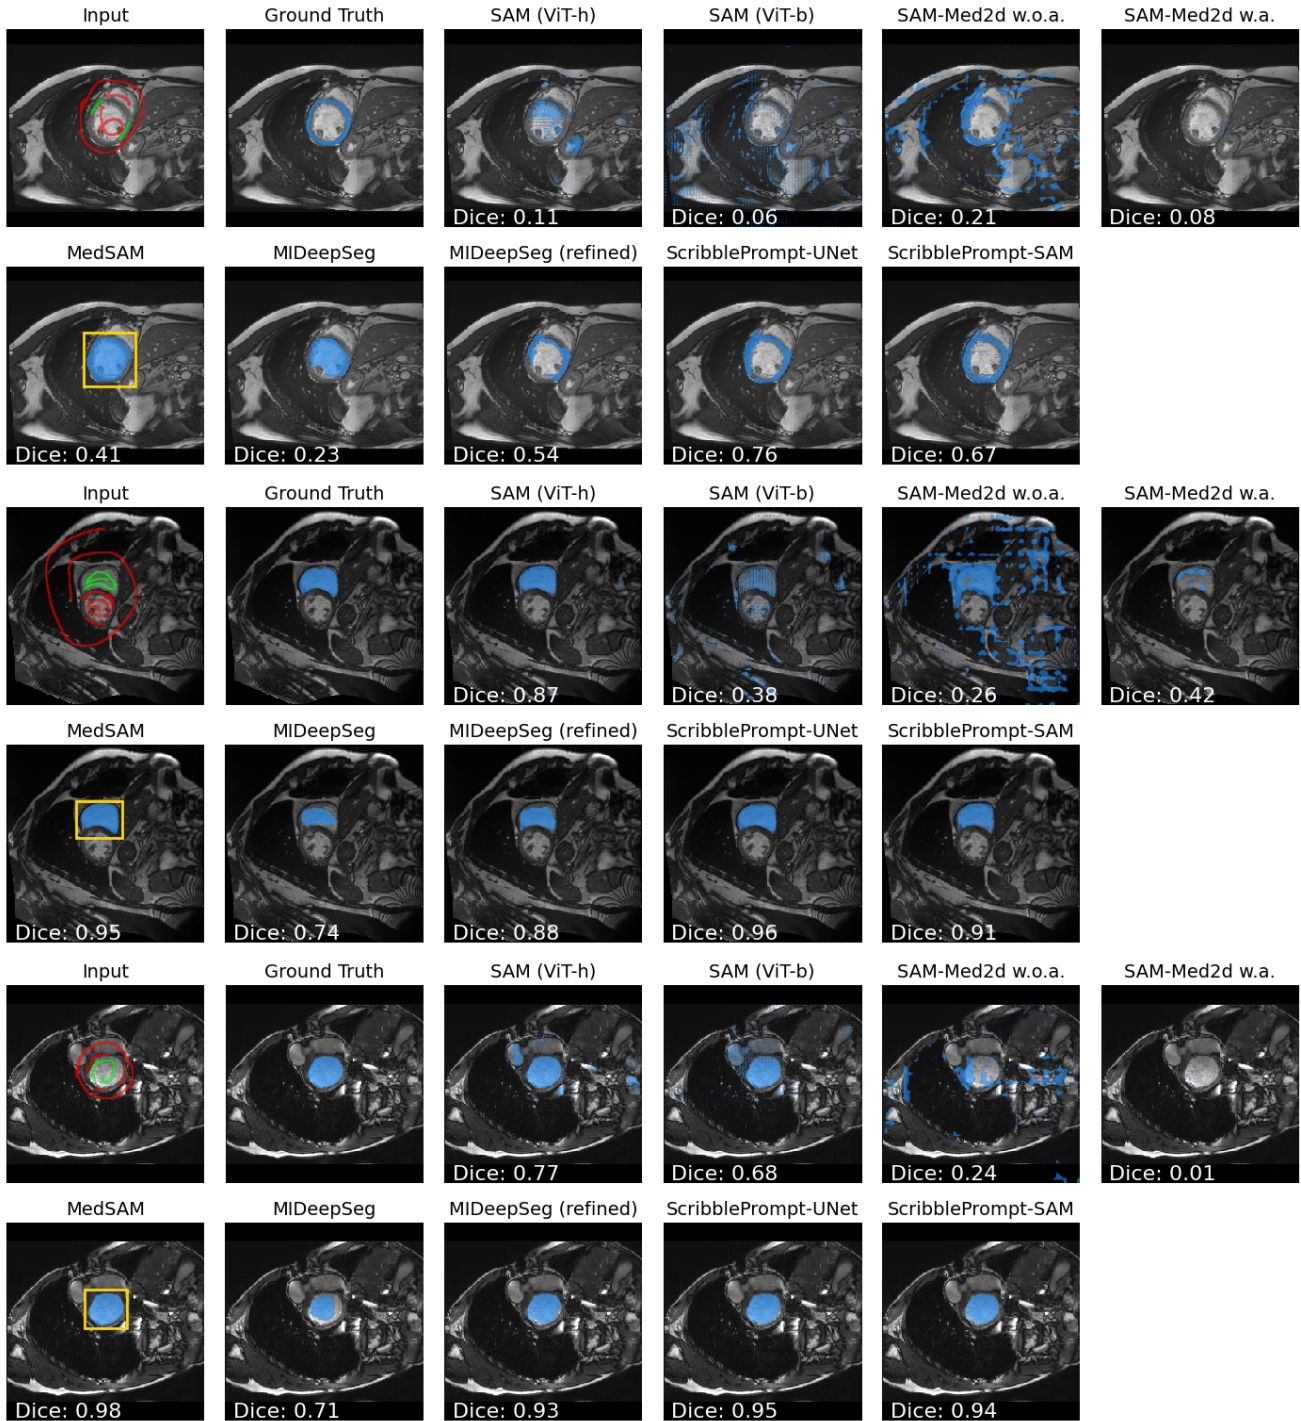 Input Ground Truth SAM (ViT-h) SAM (ViT-b) SAM-Med2d w.o.a. SAM-Med2d w.a.
Dice: 0.11 Dice: 0.06 Dice: 0.21 Dice: 0.08
MedSAM MIDeepSeg MIDeepSeg (refined) ScribblePrompt-UNet ScribblePrompt-SAM
Dice: 0.41 Dice: 0.23 Dice: 0.54 Dice: 0.76 Dice: 0.67
Input Ground Truth SAM (ViT-h) SAM (ViT-b) SAM-Med2d w.o.a. SAM-Med2d w.a.
Dice: 0.87 Dice: 0.38 Dice: 0.26 Dice: 0.42
MedSAM MIDeepSeg MIDeepSeg (refined) ScribblePrompt-UNet ScribblePrompt-SAM
Dice: 0.95 Dice: 0.74 Dice: 0.88 Dice: 0.96 Dice: 0.91
Input Ground Truth SAM (ViT-h) SAM (ViT-b) SAM-Med2d w.o.a. SAM-Med2d w.a.
Dice: 0.77 Dice: 0.68 Dice: 0.24 Dice: 0.01
MedSAM MIDeepSeg MIDeepSeg (refined) ScribblePrompt-UNet ScribblePrompt-SAM
Dice: 0.98 Dice: 0.71 Dice: 0.93 Dice: 0.95 Dice: 0.94